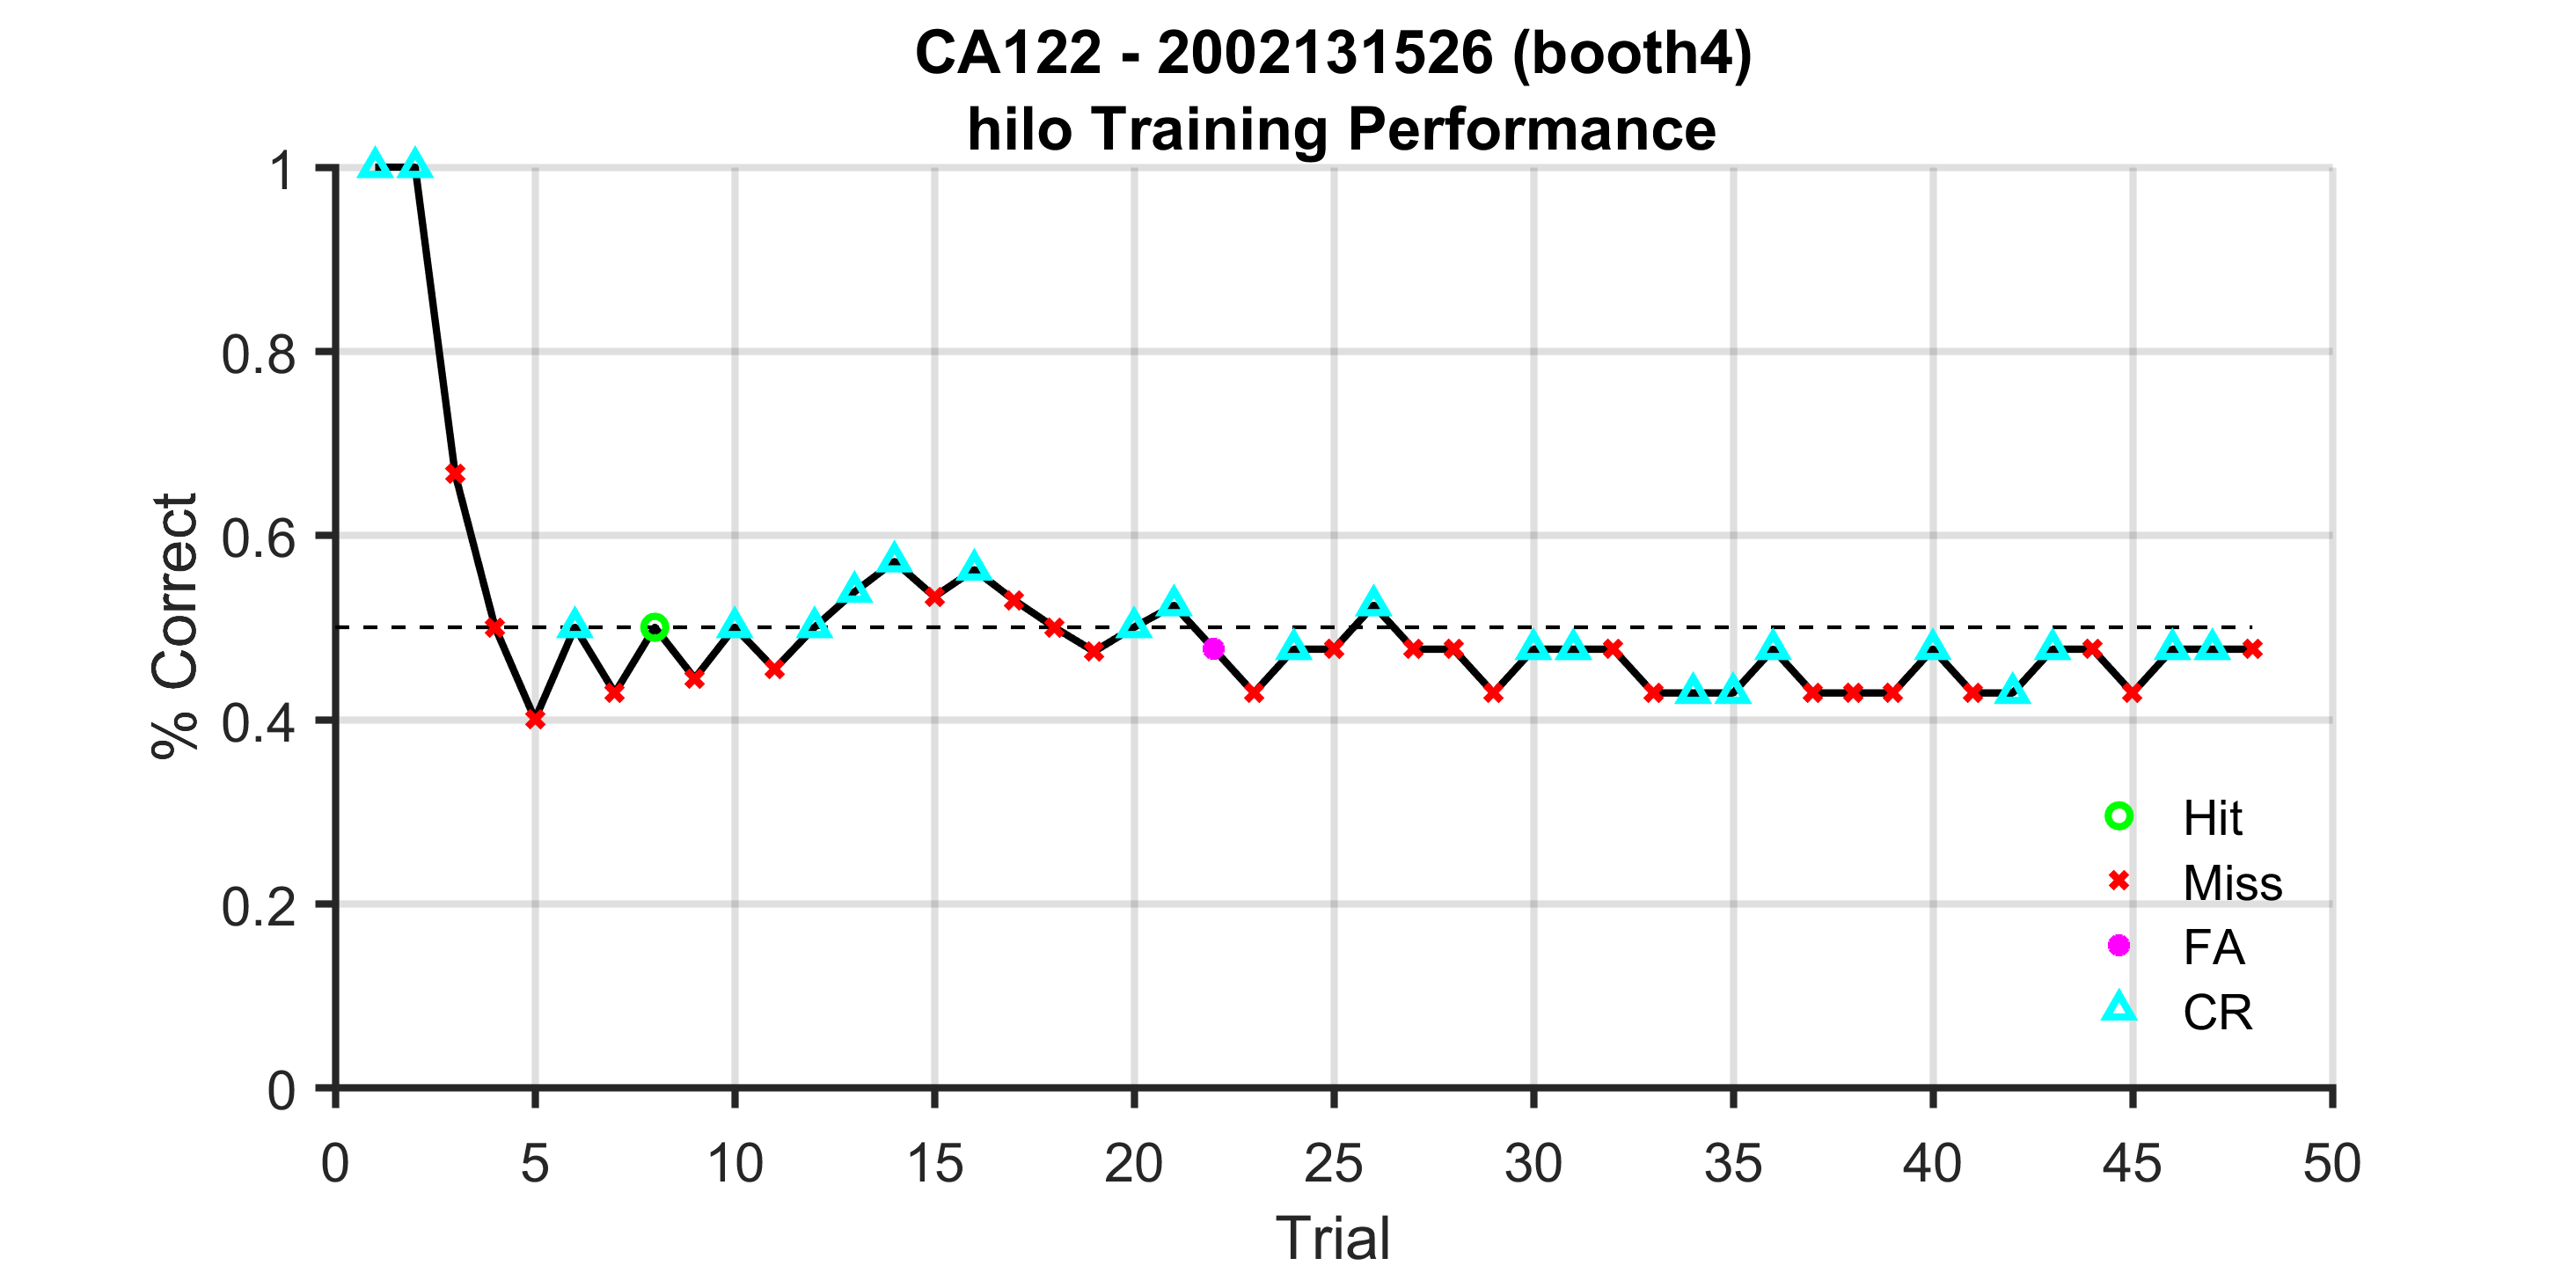 CA122 - 2002131526 (booth4)
hilo Training Performance
% Correct
1
0.8
0.6
0.4
0.2
0
0 5 10 15 20 25 30 35 40 45 50
Trial
Hit
Miss
FA
CR